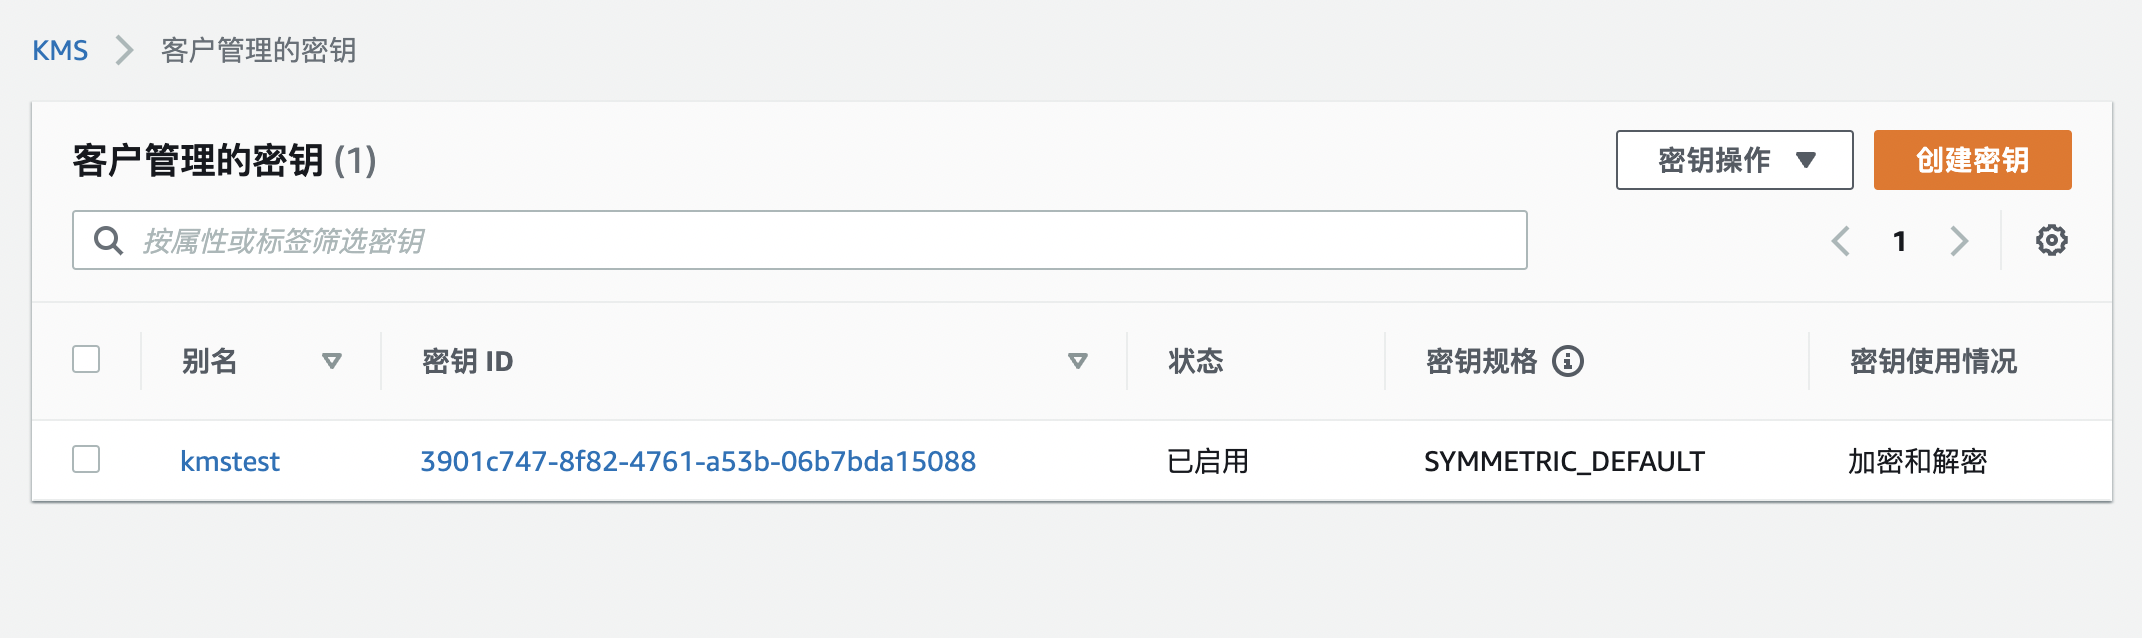 KMS 客户管理的密钥
客户管理的密钥 (1) 密钥操作 创建密钥
按属性或标签筛选密钥 1
别名 密钥 ID 状态 密钥规格 密钥使用情况
kmstest 3901c747-8f82-4761-a53b-06b7bda15088 已启用 SYMMETRIC_DEFAULT 加密和解密